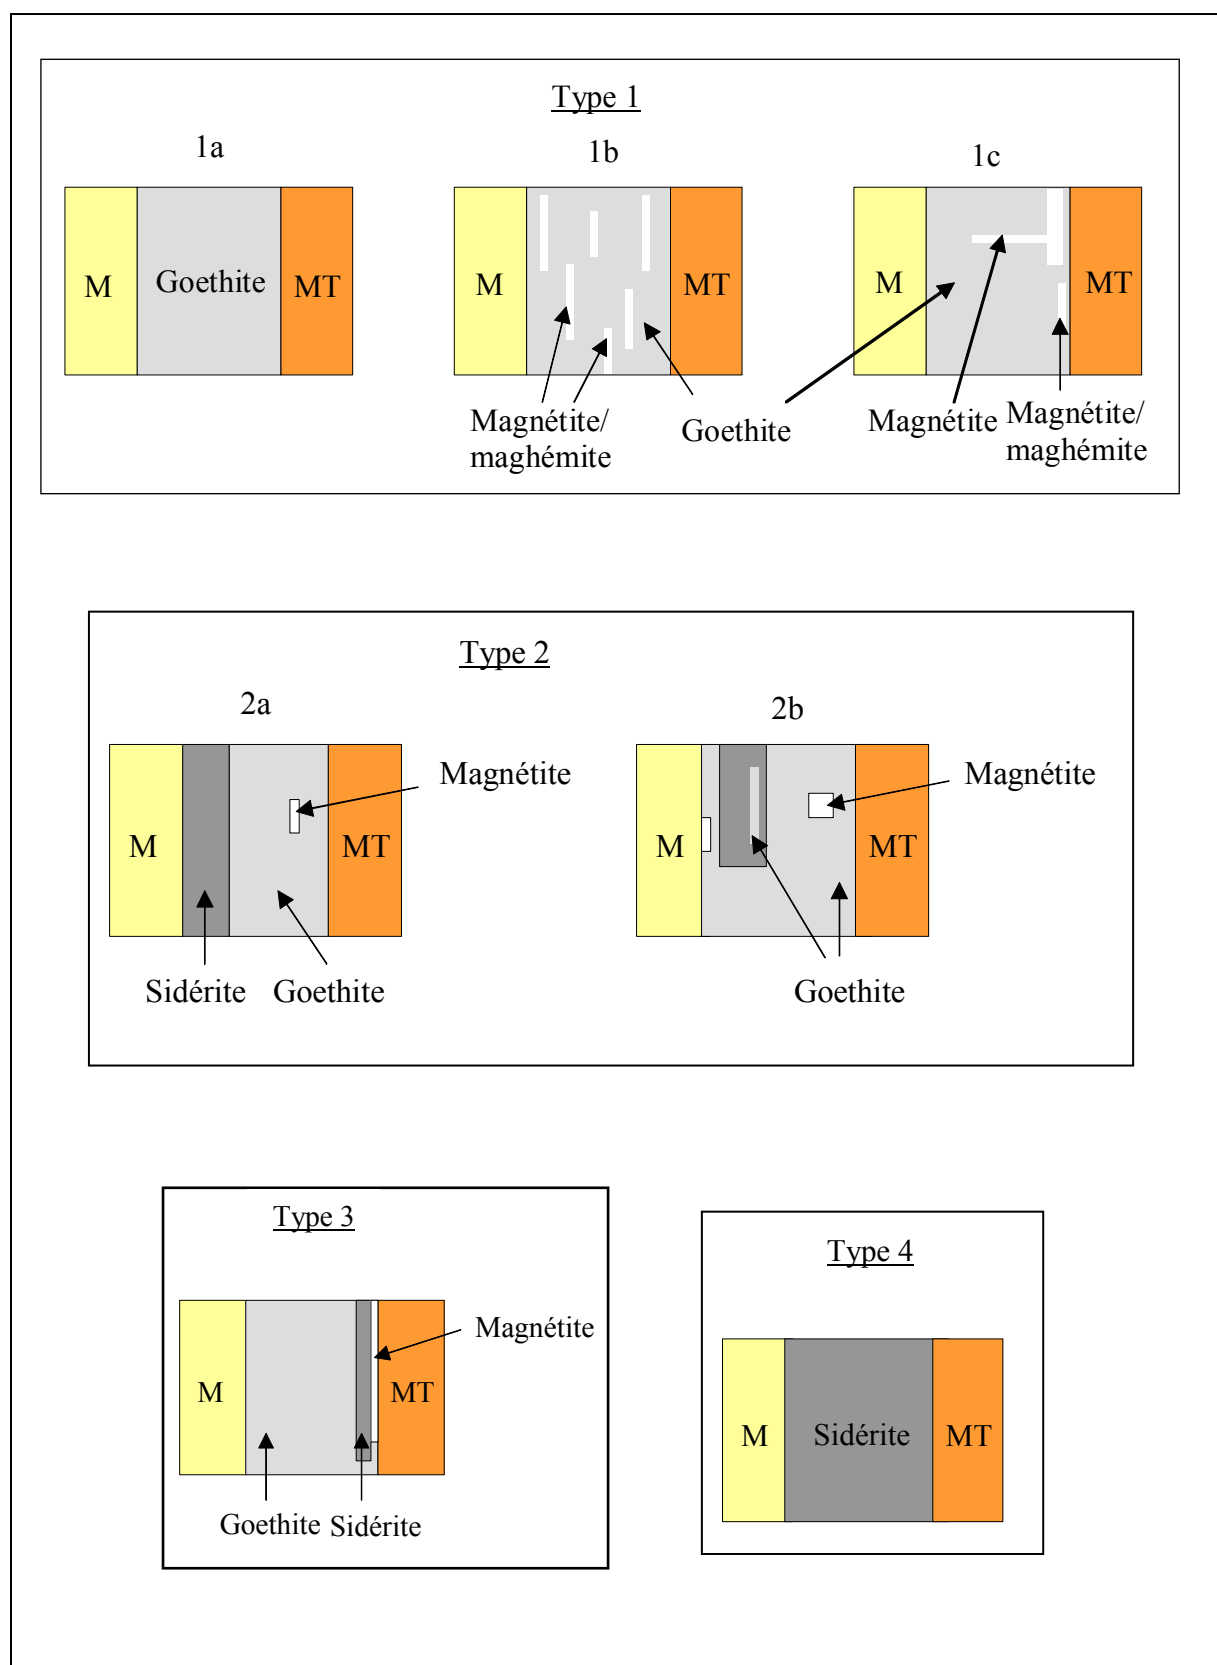 Type 1
1a
1b
1c
M
Goethite
MT
M
MT
M
MT
Magnétite/
maghémite
Goethite
Magnétite
Magnétite/
maghémite
Type 2
2a
2b
M
MT
Magnétite
M
MT
Magnétite
Sidérite
Goethite
Goethite
Type 3
M
MT
Magnétite
Goethite
Sidérite
Type 4
M
Sidérite
MT